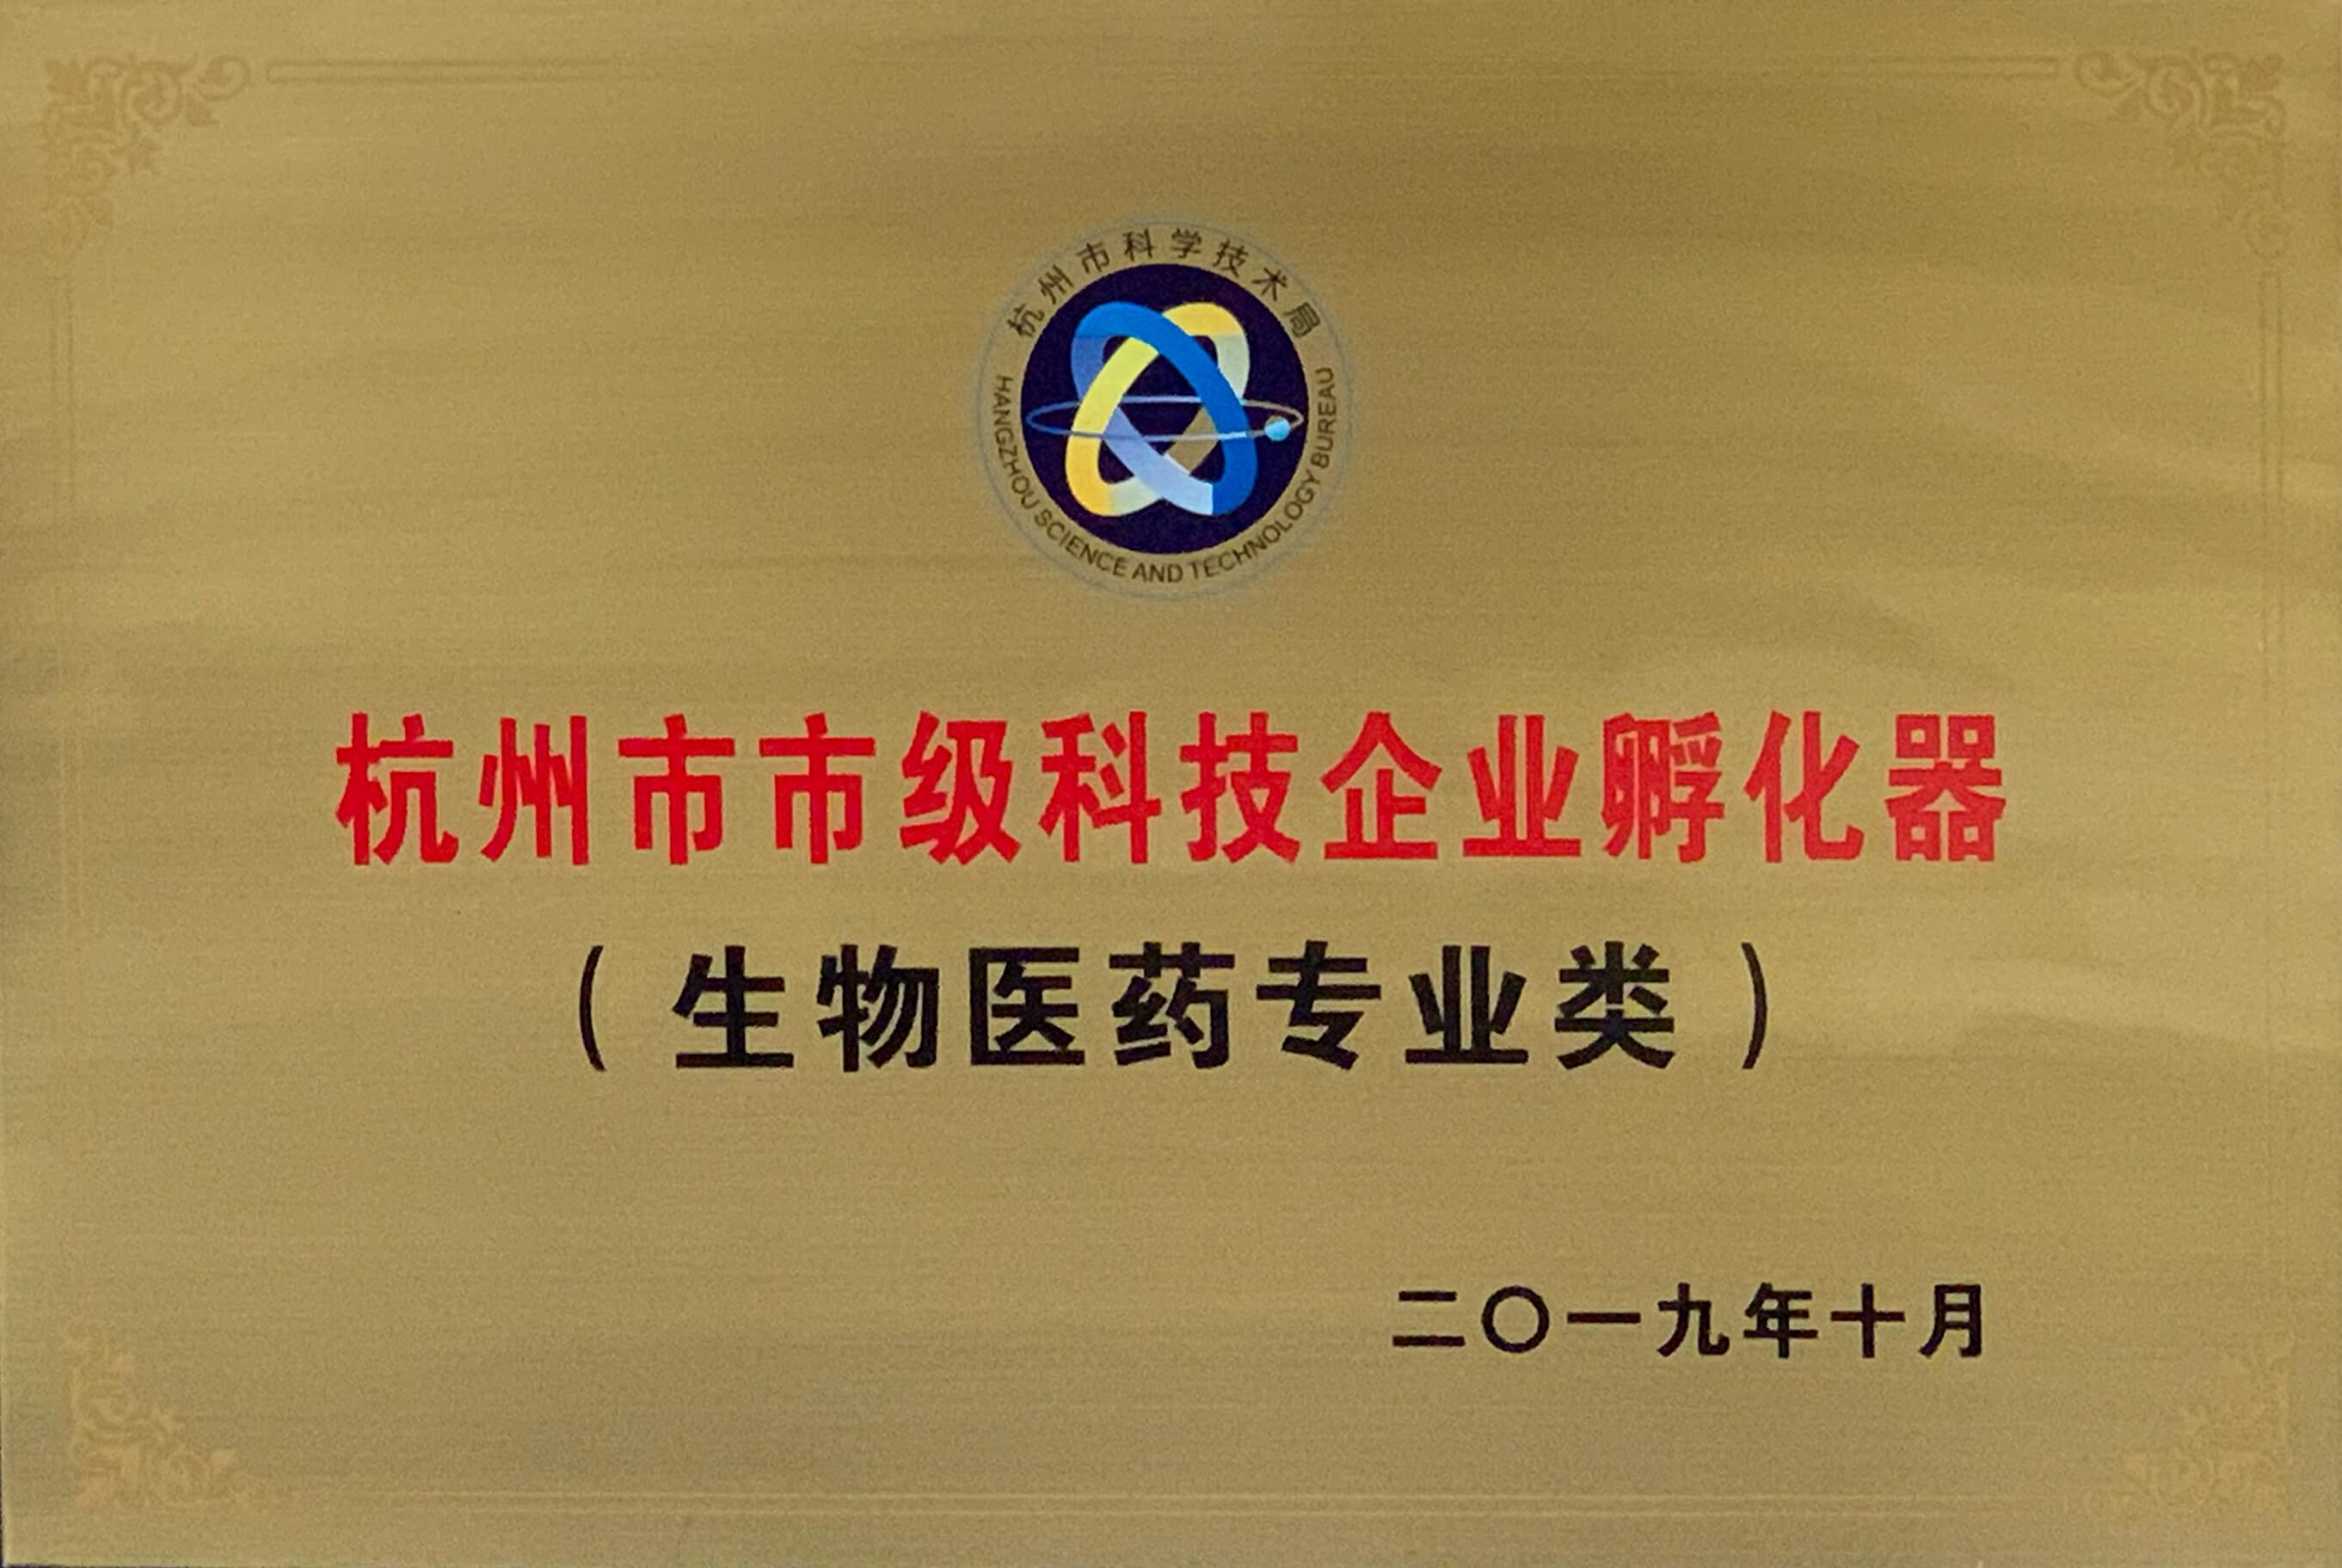 杭州市科学技术局
HANGZHOU SCIENCE AND TECHNOLOGY BUREAU
杭州市市级科技企业孵化器
（生物医药专业类）
二〇一九年十月